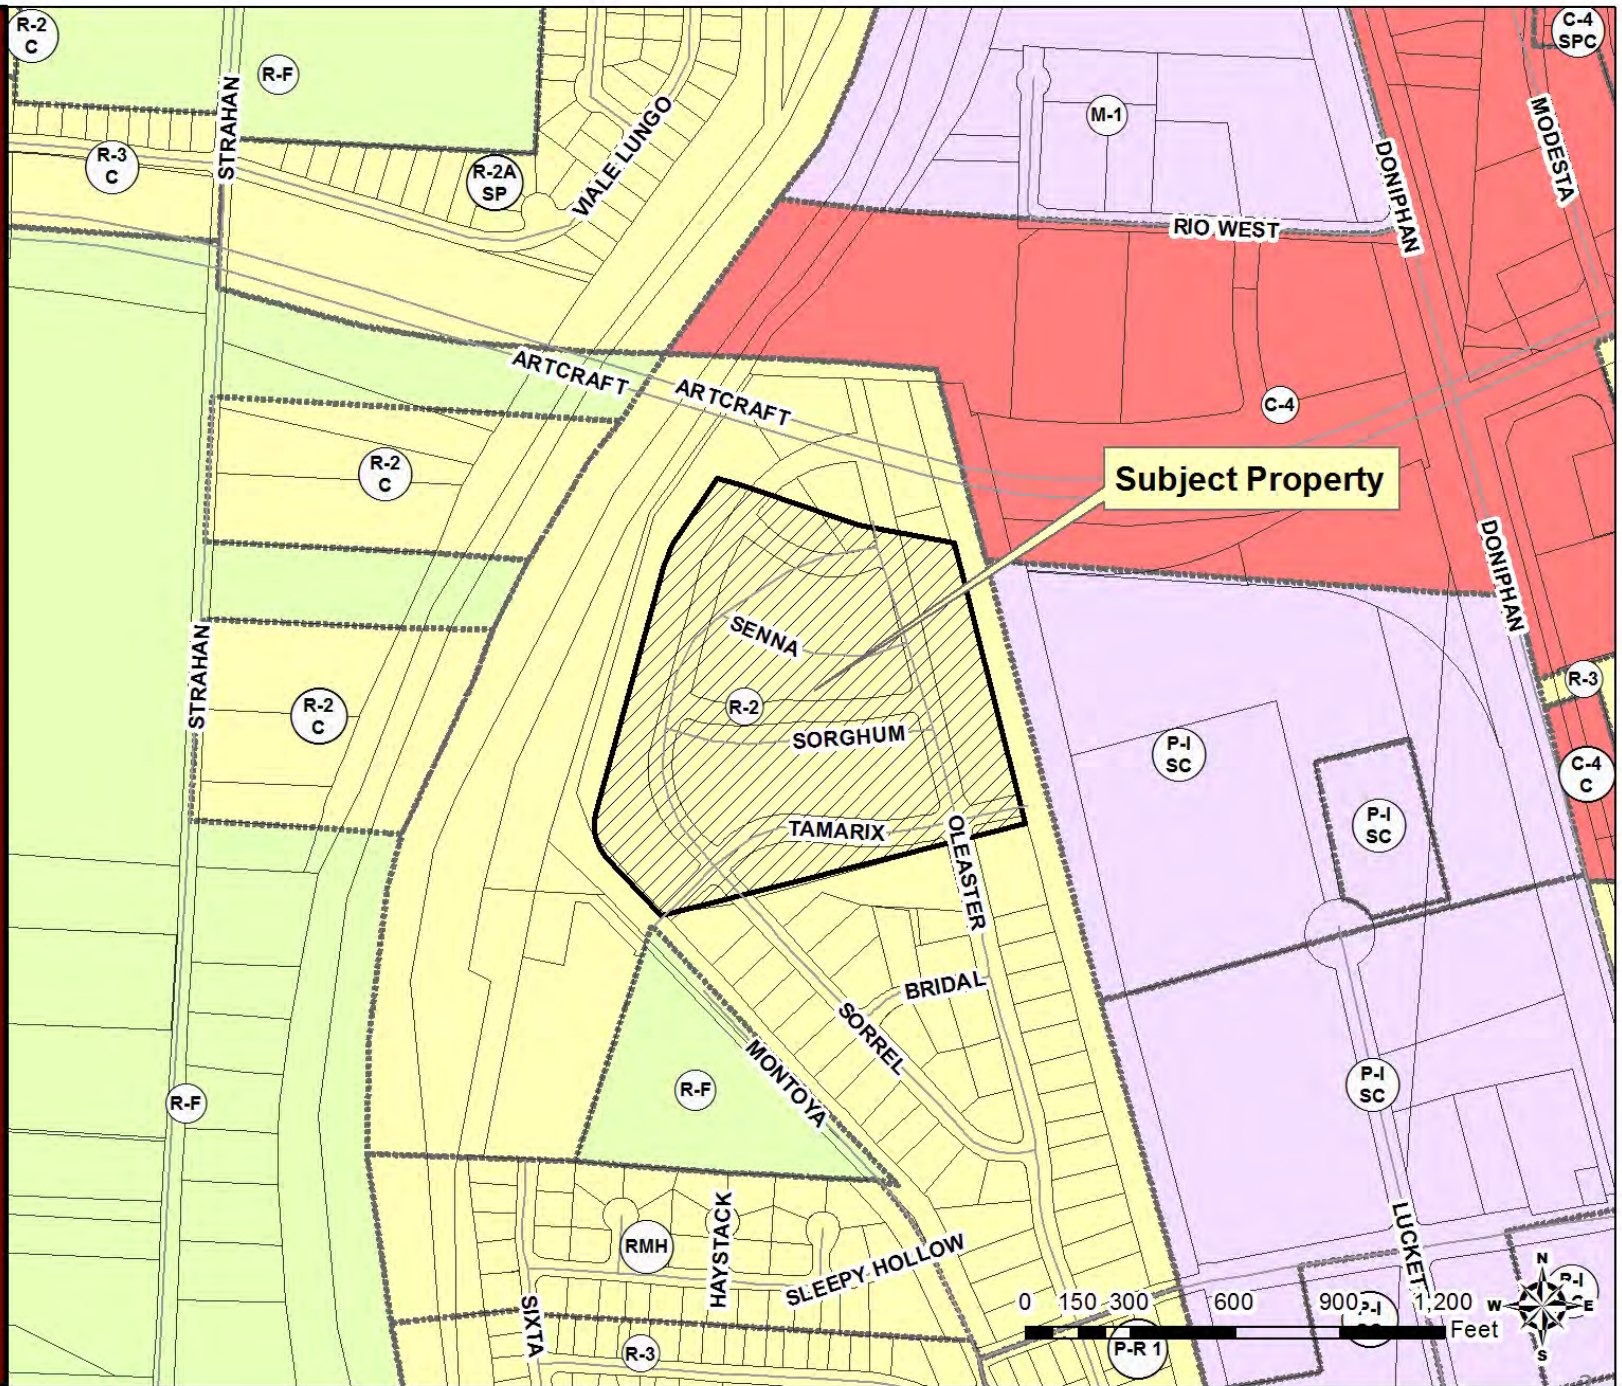 R-2
C
R-F
C-4
SPC
STRAHAN
VIALE LUNGO
M-1
MODESTA
R-3
C
R-2A
SP
DONIPHAN
RIO WEST
ARTCRAFT
ARTCRAFT
C-4
R-2
C
Subject Property
DONIPHAN
SENNA
STRAHAN
R-3
R-2
C
R-2
SORGHUM
P-I
SC
C-4
C
P-I
SC
TAMARIX
OLEASTER
BRIDAL
SORREL
MONTOYA
R-F
R-F
P-I
SC
RMH
HAYSTACK
SLEEPY HOLLOW
LUCKETT
SIXTA
R-3
0 150 300 600 900 1,200
Feet
P-I
P-I
P-R 1
N
W
E
S